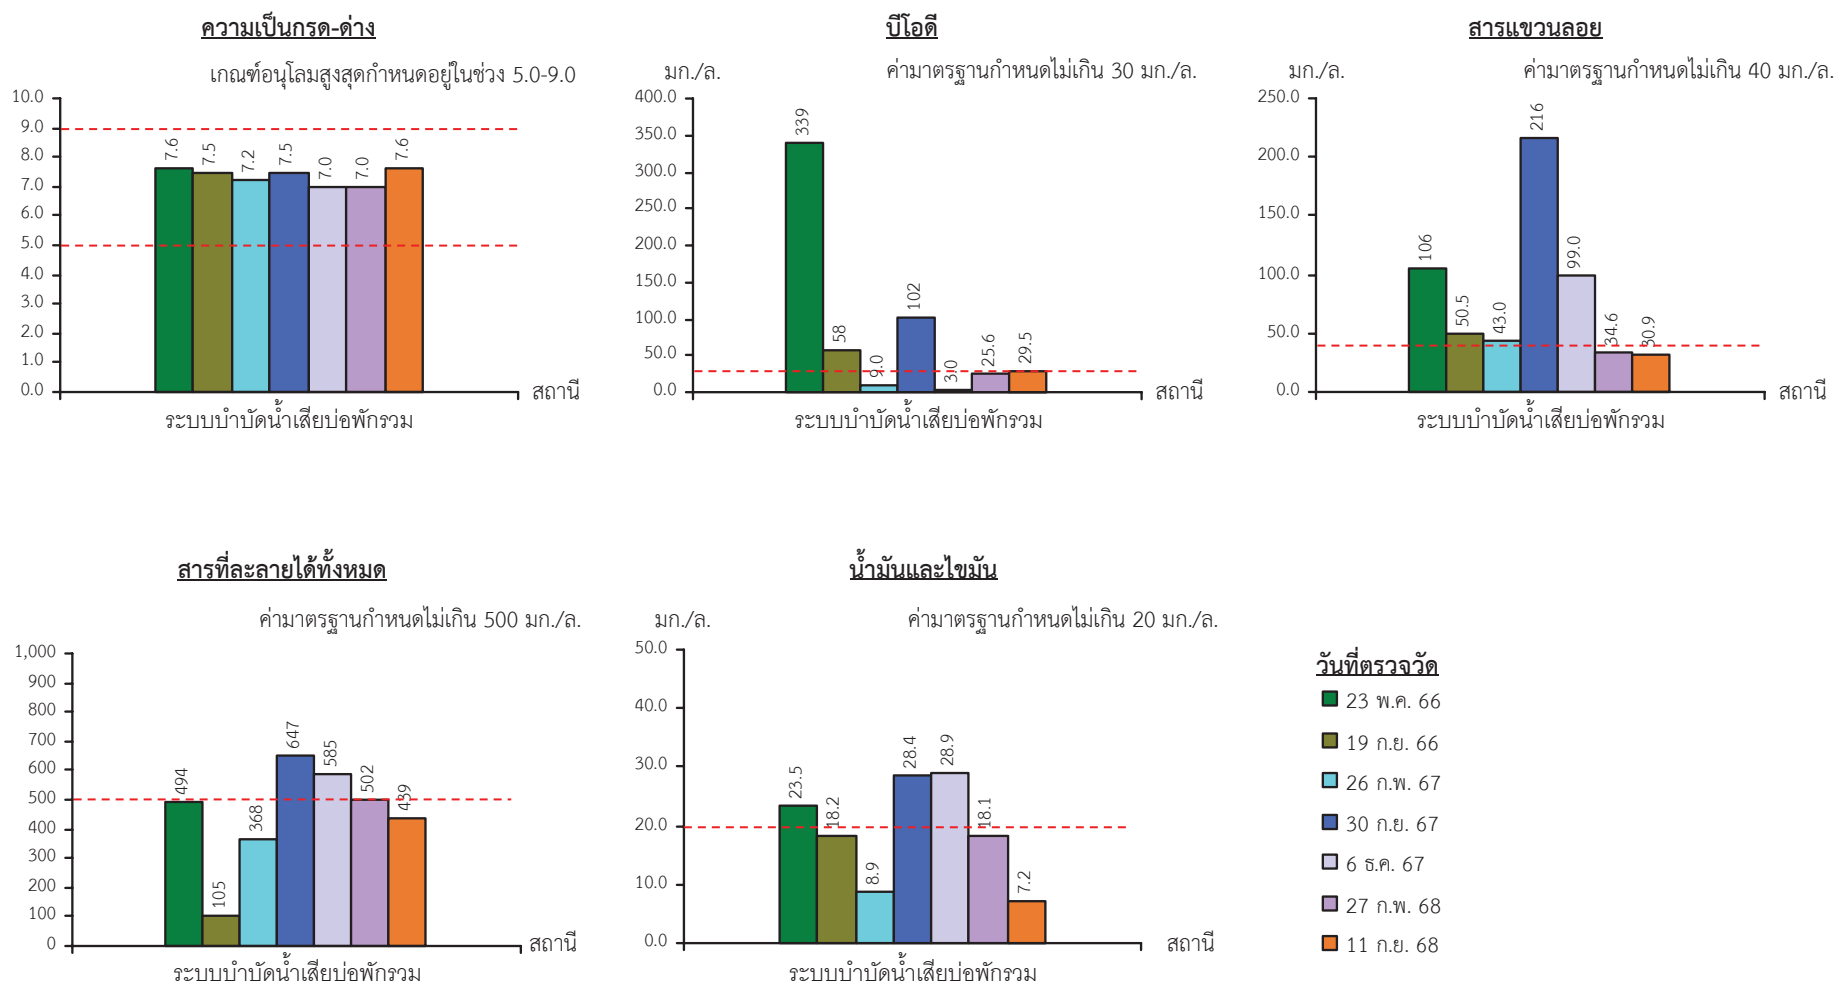 ความเป็นกรด-ด่าง
เกณฑ์อนุโลมสูงสุดกำหนดอยู่ในช่วง 5.0-9.0
10.0
9.0
8.0
7.0
6.0
5.0
4.0
3.0
2.0
1.0
0.0
7.6
7.5
7.2
7.5
7.0
7.0
7.6
สถานี
ระบบบำบัดน้ำเสียบ่อพักรวม
บีโอดี
มก./ล.
ค่ามาตรฐานกำหนดไม่เกิน 30 มก./ล.
400.0
350.0
300.0
250.0
200.0
150.0
100.0
50.0
0.0
339
58
9.0
102
3.0
25.6
29.5
สถานี
ระบบบำบัดน้ำเสียบ่อพักรวม
สารแขวนลอย
มก./ล.
ค่ามาตรฐานกำหนดไม่เกิน 40 มก./ล.
250.0
200.0
150.0
100.0
50.0
0.0
106
50.5
43.0
216
99.0
34.6
30.9
สถานี
ระบบบำบัดน้ำเสียบ่อพักรวม
สารที่ละลายได้ทั้งหมด
ค่ามาตรฐานกำหนดไม่เกิน 500 มก./ล.
1,000
900
800
700
600
500
400
300
200
100
0
494
105
368
647
585
502
439
สถานี
ระบบบำบัดน้ำเสียบ่อพักรวม
น้ำมันและไขมัน
มก./ล.
ค่ามาตรฐานกำหนดไม่เกิน 20 มก./ล.
50.0
40.0
30.0
20.0
10.0
0.0
23.5
18.2
8.9
28.4
28.9
18.1
7.2
สถานี
ระบบบำบัดน้ำเสียบ่อพักรวม
วันที่ตรวจวัด
23 พ.ค. 66
19 ก.ย. 66
26 ก.พ. 67
30 ก.ย. 67
6 ธ.ค. 67
27 ก.พ. 68
11 ก.ย. 68